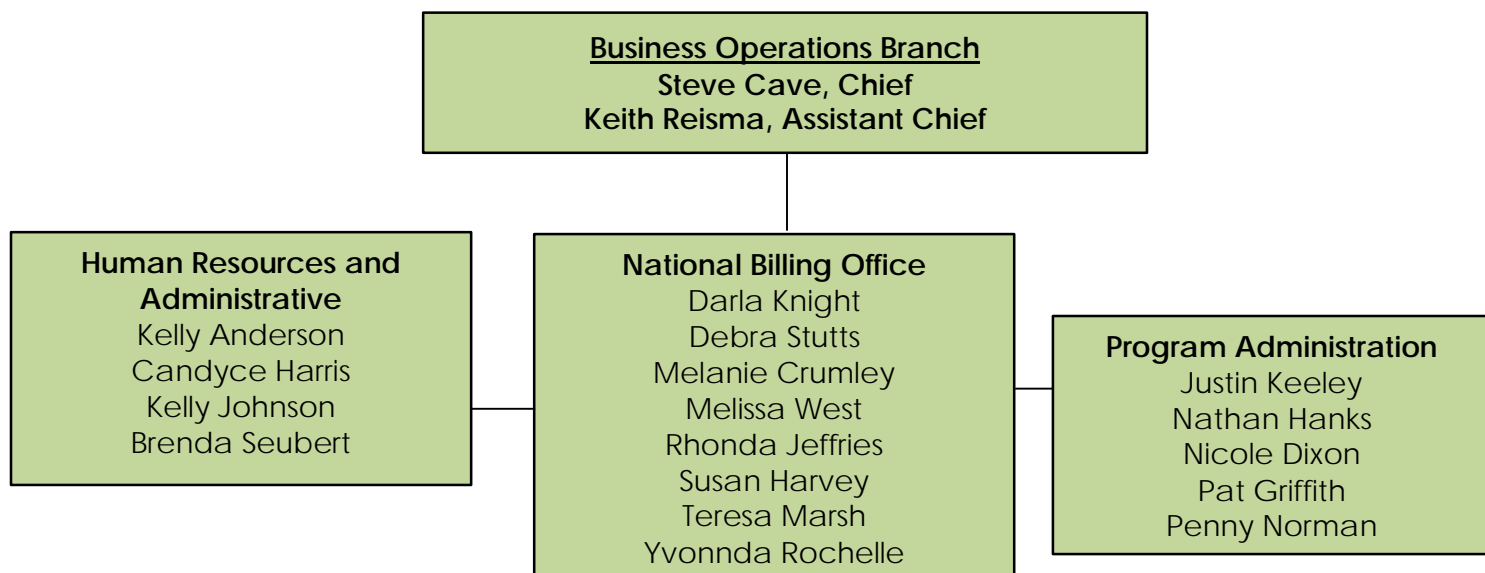 Business Operations Branch
Steve Cave, Chief
Keith Reisma, Assistant Chief
Human Resources and
Administrative
Kelly Anderson
Candyce Harris
Kelly Johnson
Brenda Seubert
National Billing Office
Darla Knight
Debra Stutts
Melanie Crumley
Melissa West
Rhonda Jeffries
Susan Harvey
Teresa Marsh
Yvonnda Rochelle
Program Administration
Justin Keeley
Nathan Hanks
Nicole Dixon
Pat Griffith
Penny Norman